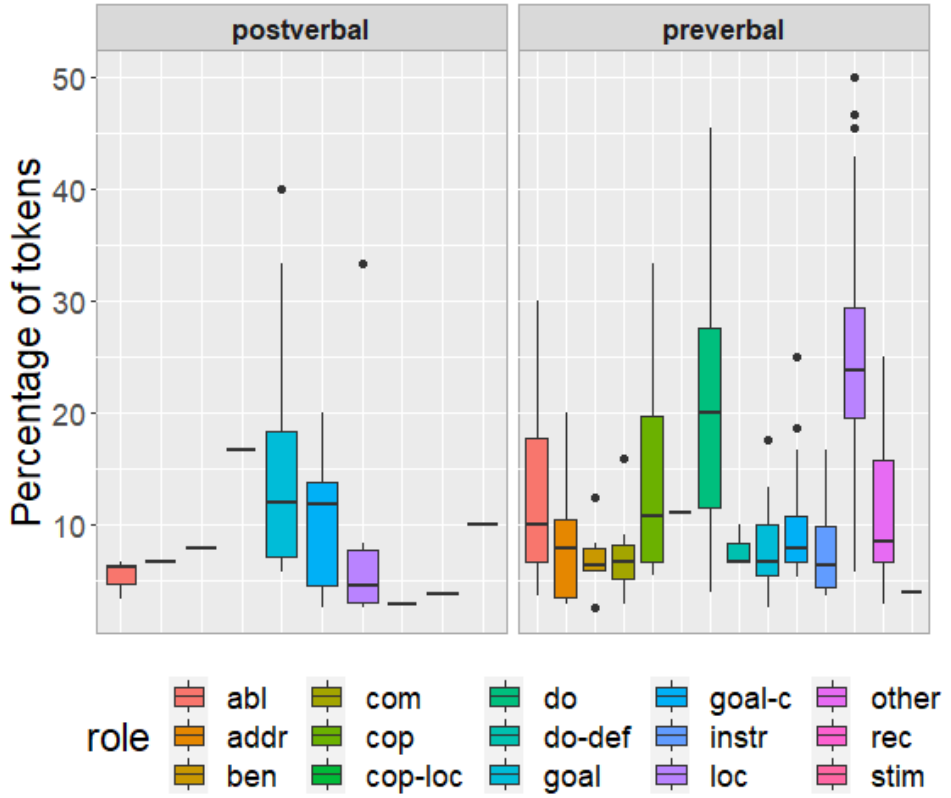 postverbal preverbal
Percentage of tokens
50
40
30
20
10
role
abl com do goal-c other
addr cop do-def instr rec
ben cop-loc goal loc stim